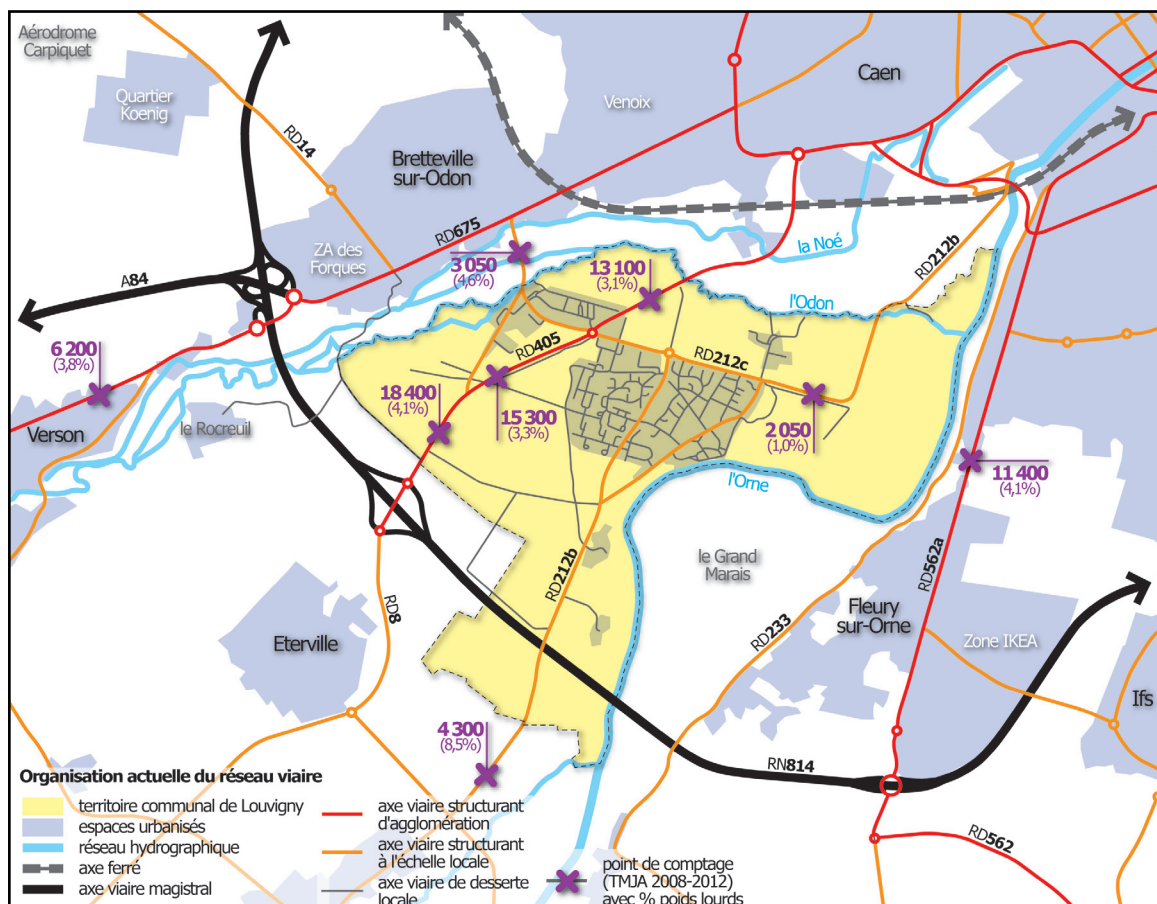 Aérodrome
Carpiquet
Quartier
Koenig
RD14
Bretteville
sur-Odon
Venoix
Caen
RD675
ZA des
Forques
A84
3 050
(4,6%)
13 100
(3,1%)
la Noé
RD212b
l'Odon
6 200
(3,8%)
RD405
RD212c
18 400
(4,1%)
15 300
(3,3%)
2 050
(1,0%)
Verson
le Rocreuil
l'Orne
11 400
(4,1%)
le Grand
Marais
RD562a
RD212b
RD8
Eterville
RD233
Fleury
sur-Orne
Zone IKEA
Ifs
4 300
(8,5%)
RN814
RD562
Organisation actuelle du réseau viaire
territoire communal de Louvigny
espaces urbanisés
réseau hydrographique
axe ferré
axe viaire magistral
axe viaire structurant
d'agglomération
axe viaire structurant
à l'échelle locale
axe viaire de desserte
locale
point de comptage
(TMJA 2008-2012)
avec % poids lourds